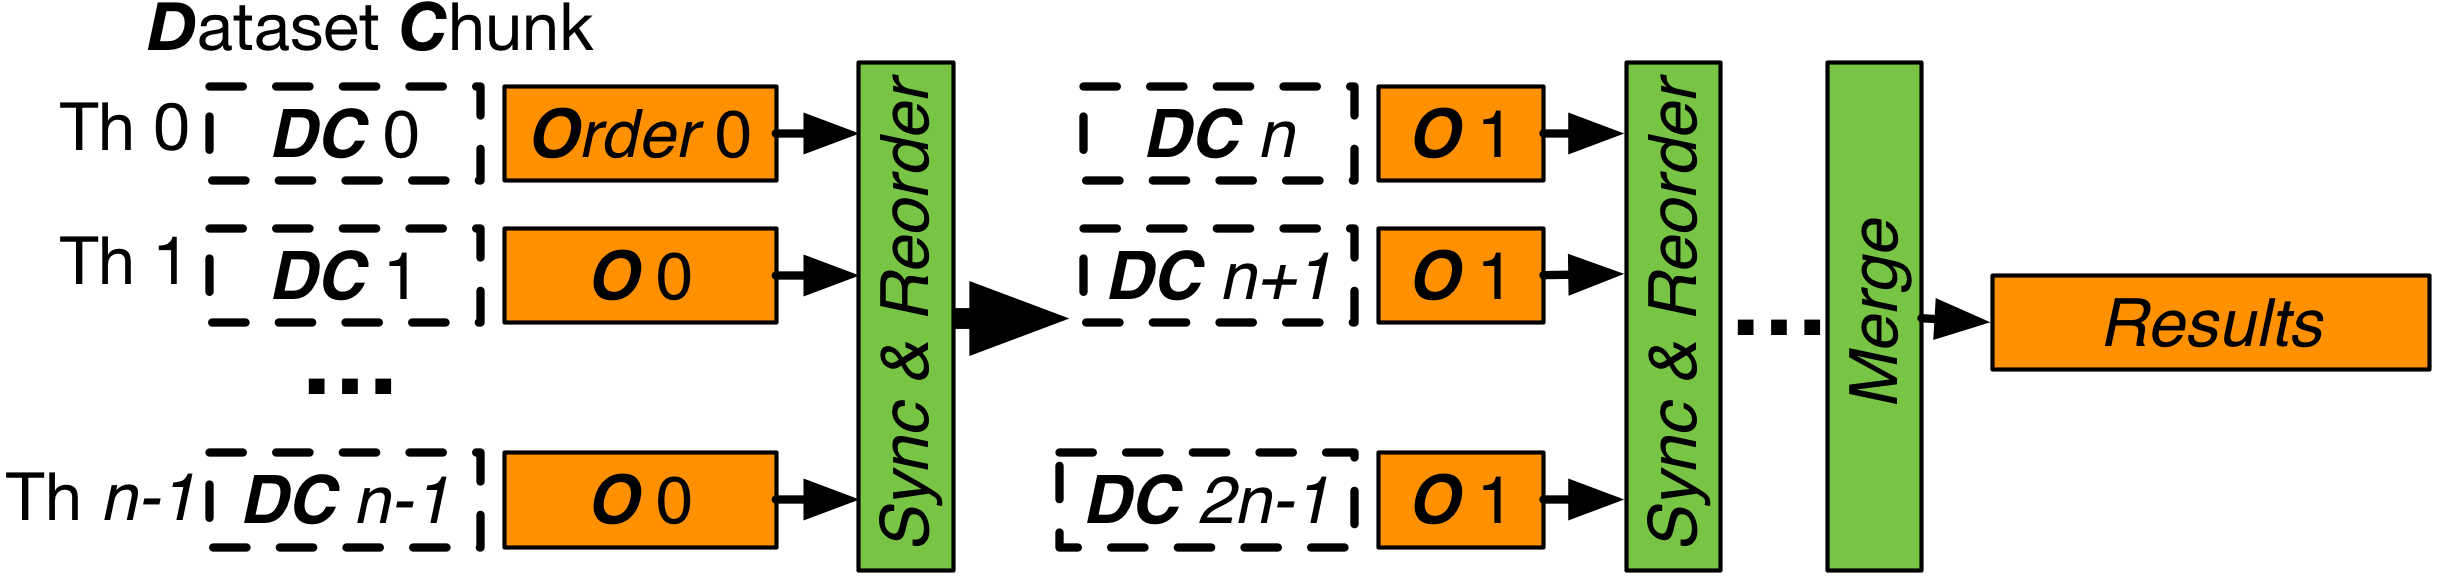 Dataset Chunk
Th 0 DC 0 Order 0 DC n O 1
Th 1 DC 1 O 0 DC n+1 O 1
...
Th n-1 DC n-1 O 0 DC 2n-1 O 1
Sync & Reorder
Sync & Reorder
...
Merge
Results